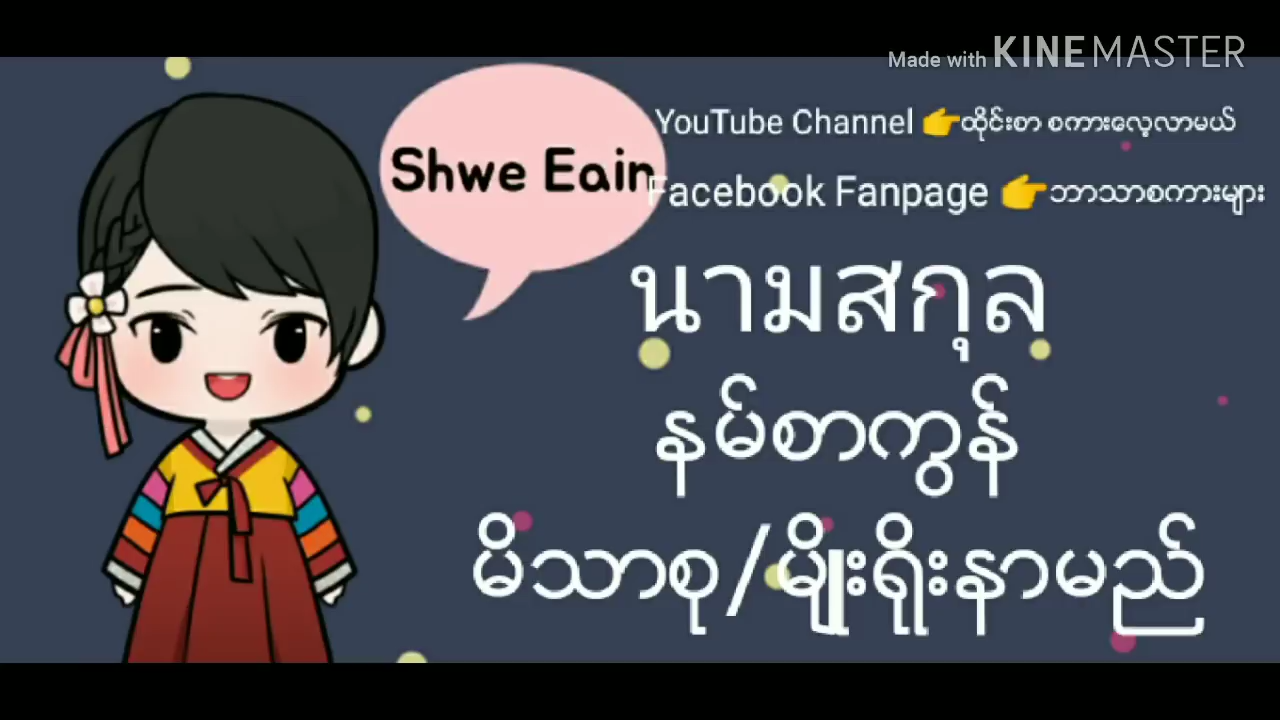 Made with KINEMASTER
Shwe Eain
YouTube Channel 👉ထိုင်းစာ စကားလေ့လာမယ်
Facebook Fanpage 👉ဘာသာစကားများ
นามสกุล
နမ်စာကွန်
မိသာစု/မျိုးရိုးနာမည်